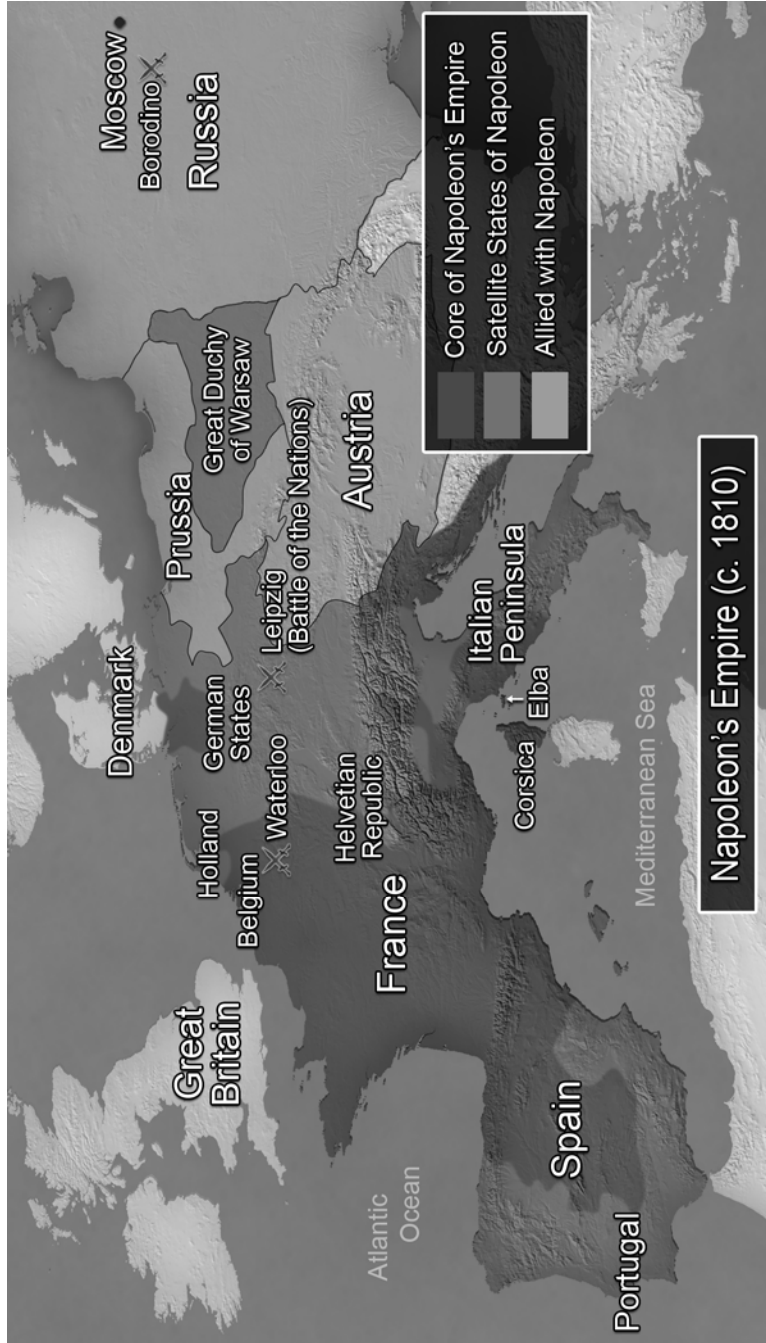 Great
Britain
Denmark
Moscow
Borodino
Russia
Prussia
Great Duchy
of Warsaw
Holland
German
States
Belgium
Waterloo
Leipzig
(Battle of the Nations)
Atlantic
Ocean
Helvetian
Republic
Austria
France
Italian
Peninsula
Corsica
↑
Elba
Spain
Portugal
Mediterranean Sea
Core of Napoleon's Empire
Satellite States of Napoleon
Allied with Napoleon
Napoleon's Empire (c. 1810)